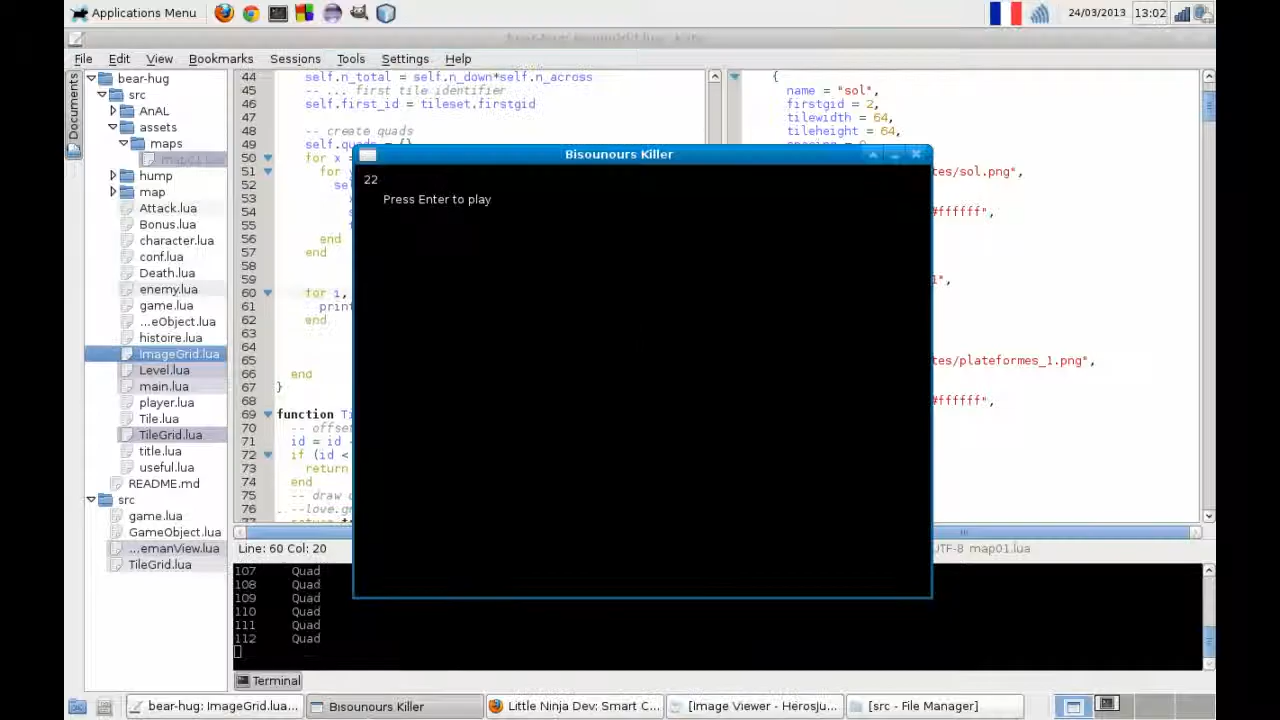 Applications Menu
24/03/2013
13:02
File Edit View Bookmarks Sessions Tools Settings Help
Documents
bear-hug
src
AnAL
assets
maps
hump
map
Attack.lua
Bonus.lua
character.lua
conf.lua
Death.lua
enemy.lua
game.lua
...eObject.lua
histoire.lua
ImageGrid.lua
Level.lua
main.lua
player.lua
Tile.lua
TileGrid.lua
title.lua
useful.lua
README.md
src
game.lua
GameObject.lua
...emanView.lua
TileGrid.lua
44 self.n_total = self.n_down*self.n_across
45 -- ... first tile identifier
46 self.first_id = tileset.firstgid
47
48 -- create quads
49 self.quads = {}
50 for x =
51 for
52 se
53
54
55
56 end
57 end
58
59
60 for i,
61 print
62 end
63
64
65
66 end
67 }
68
69 function Ti
70 -- offset
71 id = id -
72 if (id <
73 return
74 end
75 -- draw
76 --love.gr
{
name = "sol",
firstgid = 2,
tilewidth = 64,
tileheight = 64,
tes/sol.png",
#ffffff",
tes/plateformes_1.png",
#ffffff",
Bisounours Killer
22
Press Enter to play
Line: 60 Col: 20
UTF-8 map01.lua
107 Quad
108 Quad
109 Quad
110 Quad
111 Quad
112 Quad
Terminal
bear-hug: ImageGrid.lua...
Bisounours Killer
Little Ninja Dev: Smart C...
[Image Viewer - HerosJu...
[src - File Manager]